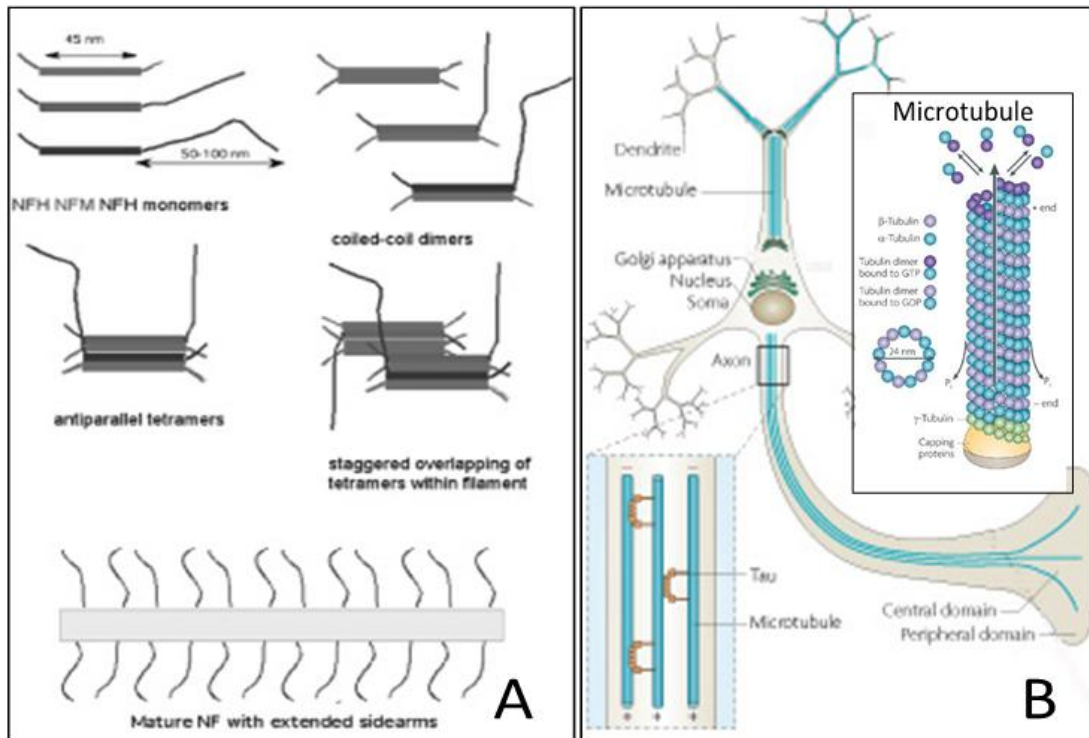 45 nm
50-100 nm
NFH NFM NFH monomers
coiled-coil dimers
antiparallel tetramers
staggered overlapping of
tetramers within filament
Mature NF with extended sidearms
A
Dendrite
Microtubule
Golgi apparatus
Nucleus
Soma
Axon
Tau
Microtubule
Central domain
Peripheral domain
− −
+ + +
Microtubule
+ end
β-Tubulin
α-Tubulin
Tubulin dimer
bound to GTP
Tubulin dimer
bound to GDP
24 nm
Pi Pi
− end
γ-Tubulin
Capping
proteins
B